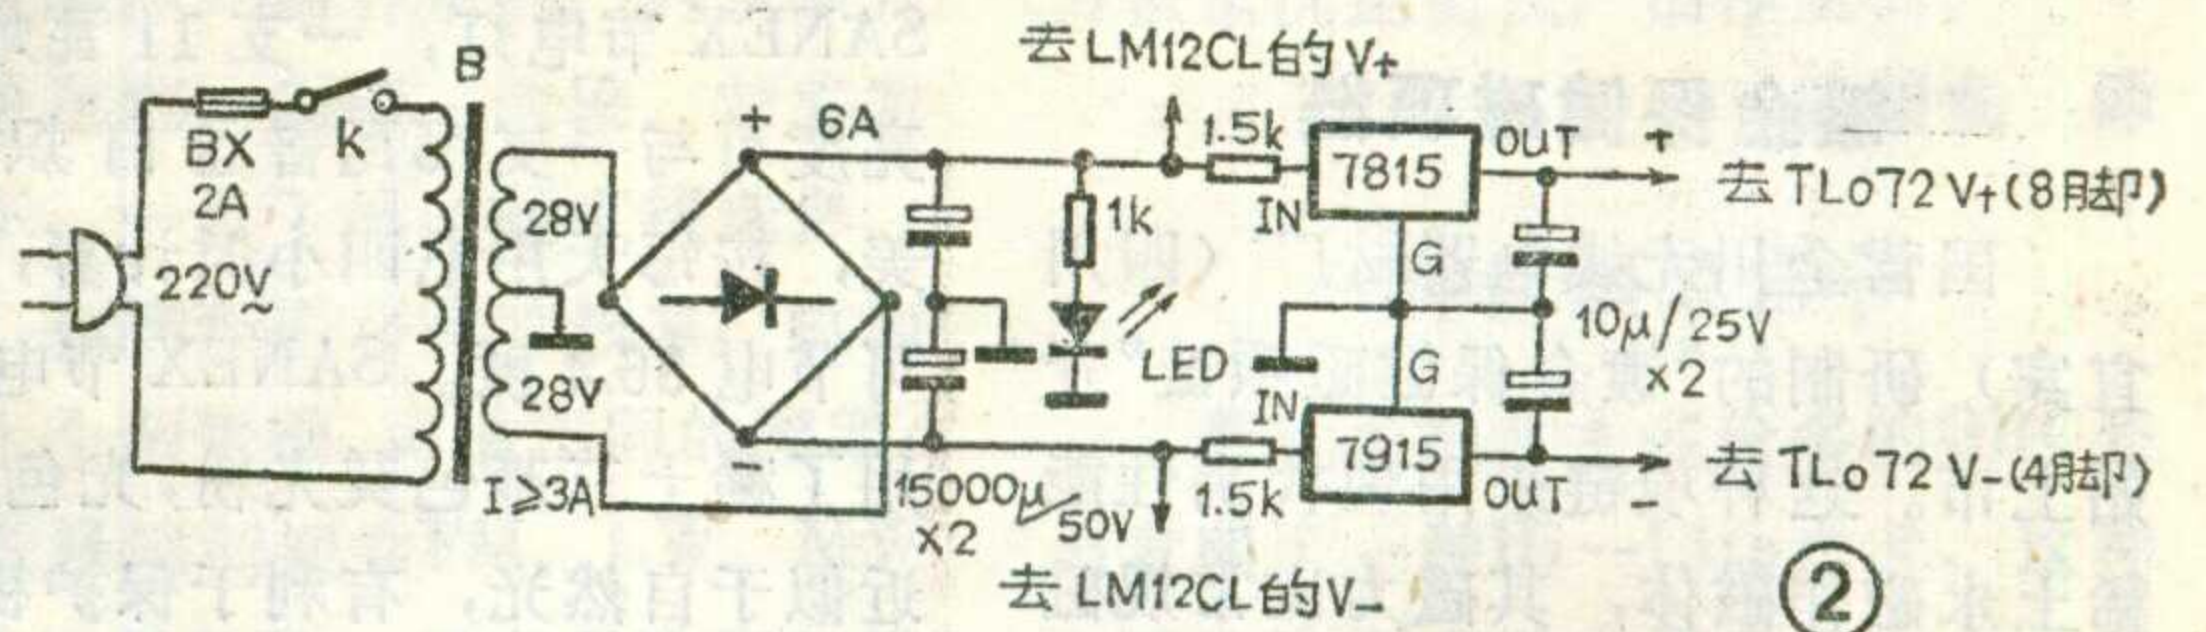 去LM12CL的V+
B
BX
2A
k
220V~
28V
28V
I≥3A
+
6A
-
15000μ/50V
×2
1k
LED
1.5k
IN
7815
OUT
+
去TLo72 V+(8脚)
G
10μ/25V
×2
G
IN
7915
OUT
-
1.5k
去TLo72 V-(4脚)
去LM12CL的V-
②